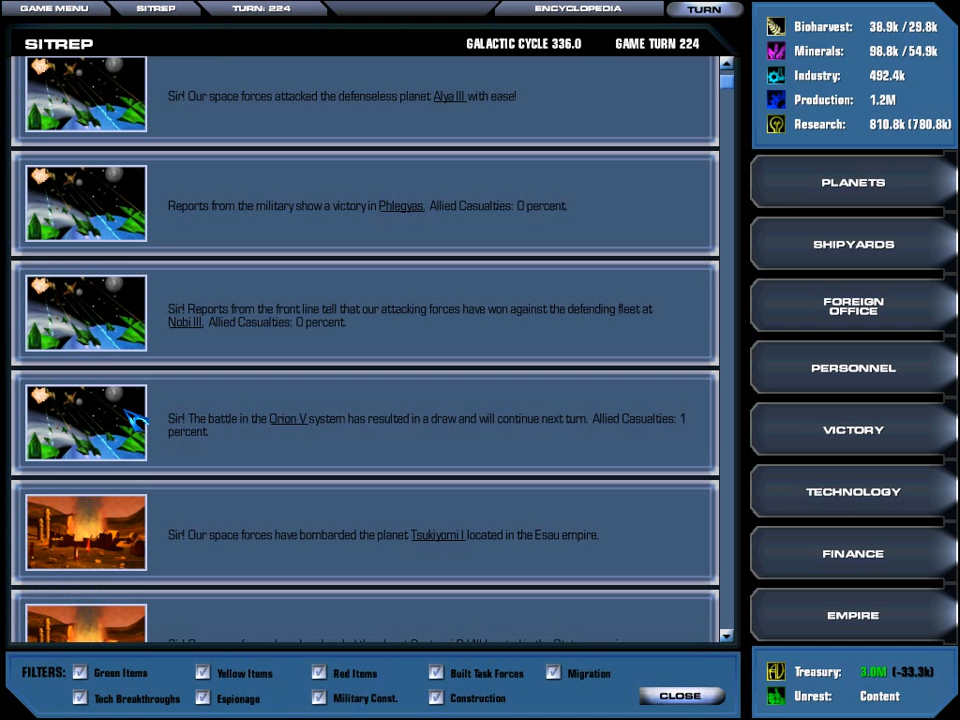 GAME MENU SITREP TURN: 224 ENCYCLOPEDIA TURN
SITREP GALACTIC CYCLE 336.0 GAME TURN 224
Sir! Our space forces attacked the defenseless planet Alya III with ease!
Reports from the military show a victory in Phlegyas. Allied Casualties: 0 percent.
Sir! Reports from the front line tell that our attacking forces have won against the defending fleet at
Nobi III. Allied Casualties: 0 percent.
Sir! The battle in the Orion V system has resulted in a draw and will continue next turn. Allied Casualties: 1
percent.
Sir! Our space forces have bombarded the planet Tsukiyomi I located in the Esau empire.
FILTERS: Green Items Yellow Items Red Items Built Task Forces Migration
Tech Breakthroughs Espionage Military Const. Construction
CLOSE
Bioharvest: 38.9k / 29.8k
Minerals: 98.8k / 54.9k
Industry: 492.4k
Production: 1.2M
Research: 810.8k (780.8k)
PLANETS
SHIPYARDS
FOREIGN
OFFICE
PERSONNEL
VICTORY
TECHNOLOGY
FINANCE
EMPIRE
Treasury: 3.0M (-33.3k)
Unrest: Content